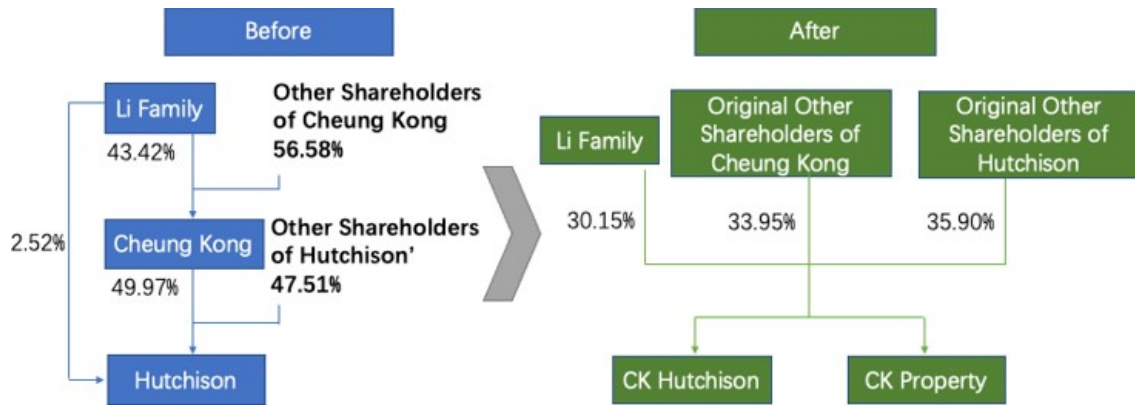 Before
Li Family
43.42%
Other Shareholders
of Cheung Kong
56.58%
2.52%
Cheung Kong
49.97%
Other Shareholders
of Hutchison’
47.51%
Hutchison
After
Li Family
Original Other
Shareholders of
Cheung Kong
Original Other
Shareholders of
Hutchison
30.15%
33.95%
35.90%
CK Hutchison
CK Property